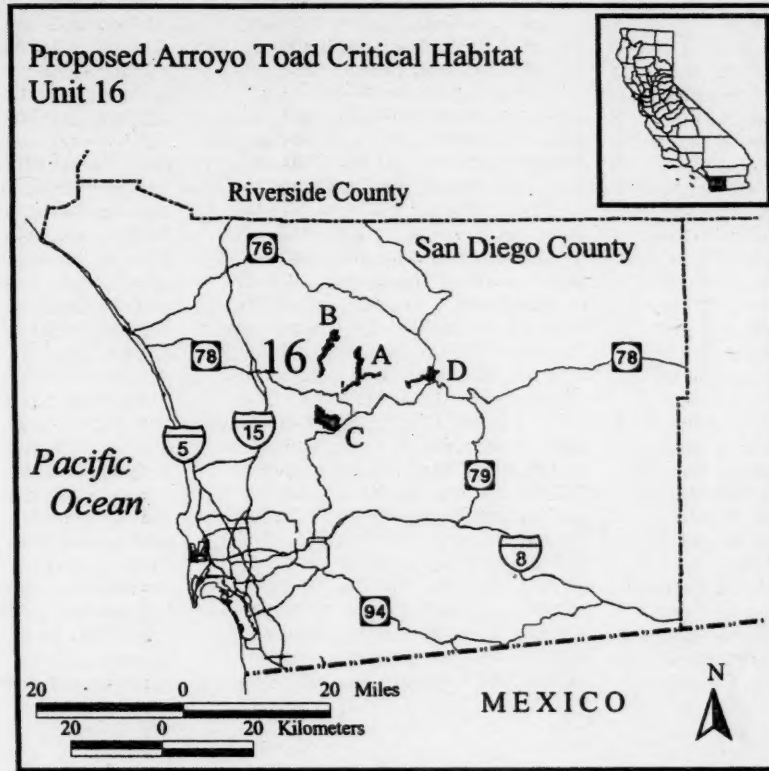 Proposed Arroyo Toad Critical Habitat
Unit 16
Riverside County
San Diego County
76
B
78
16
A
D
78
C
5
15
Pacific
Ocean
79
8
94
N
20 0 20 Miles
MEXICO
20 0 20 Kilometers